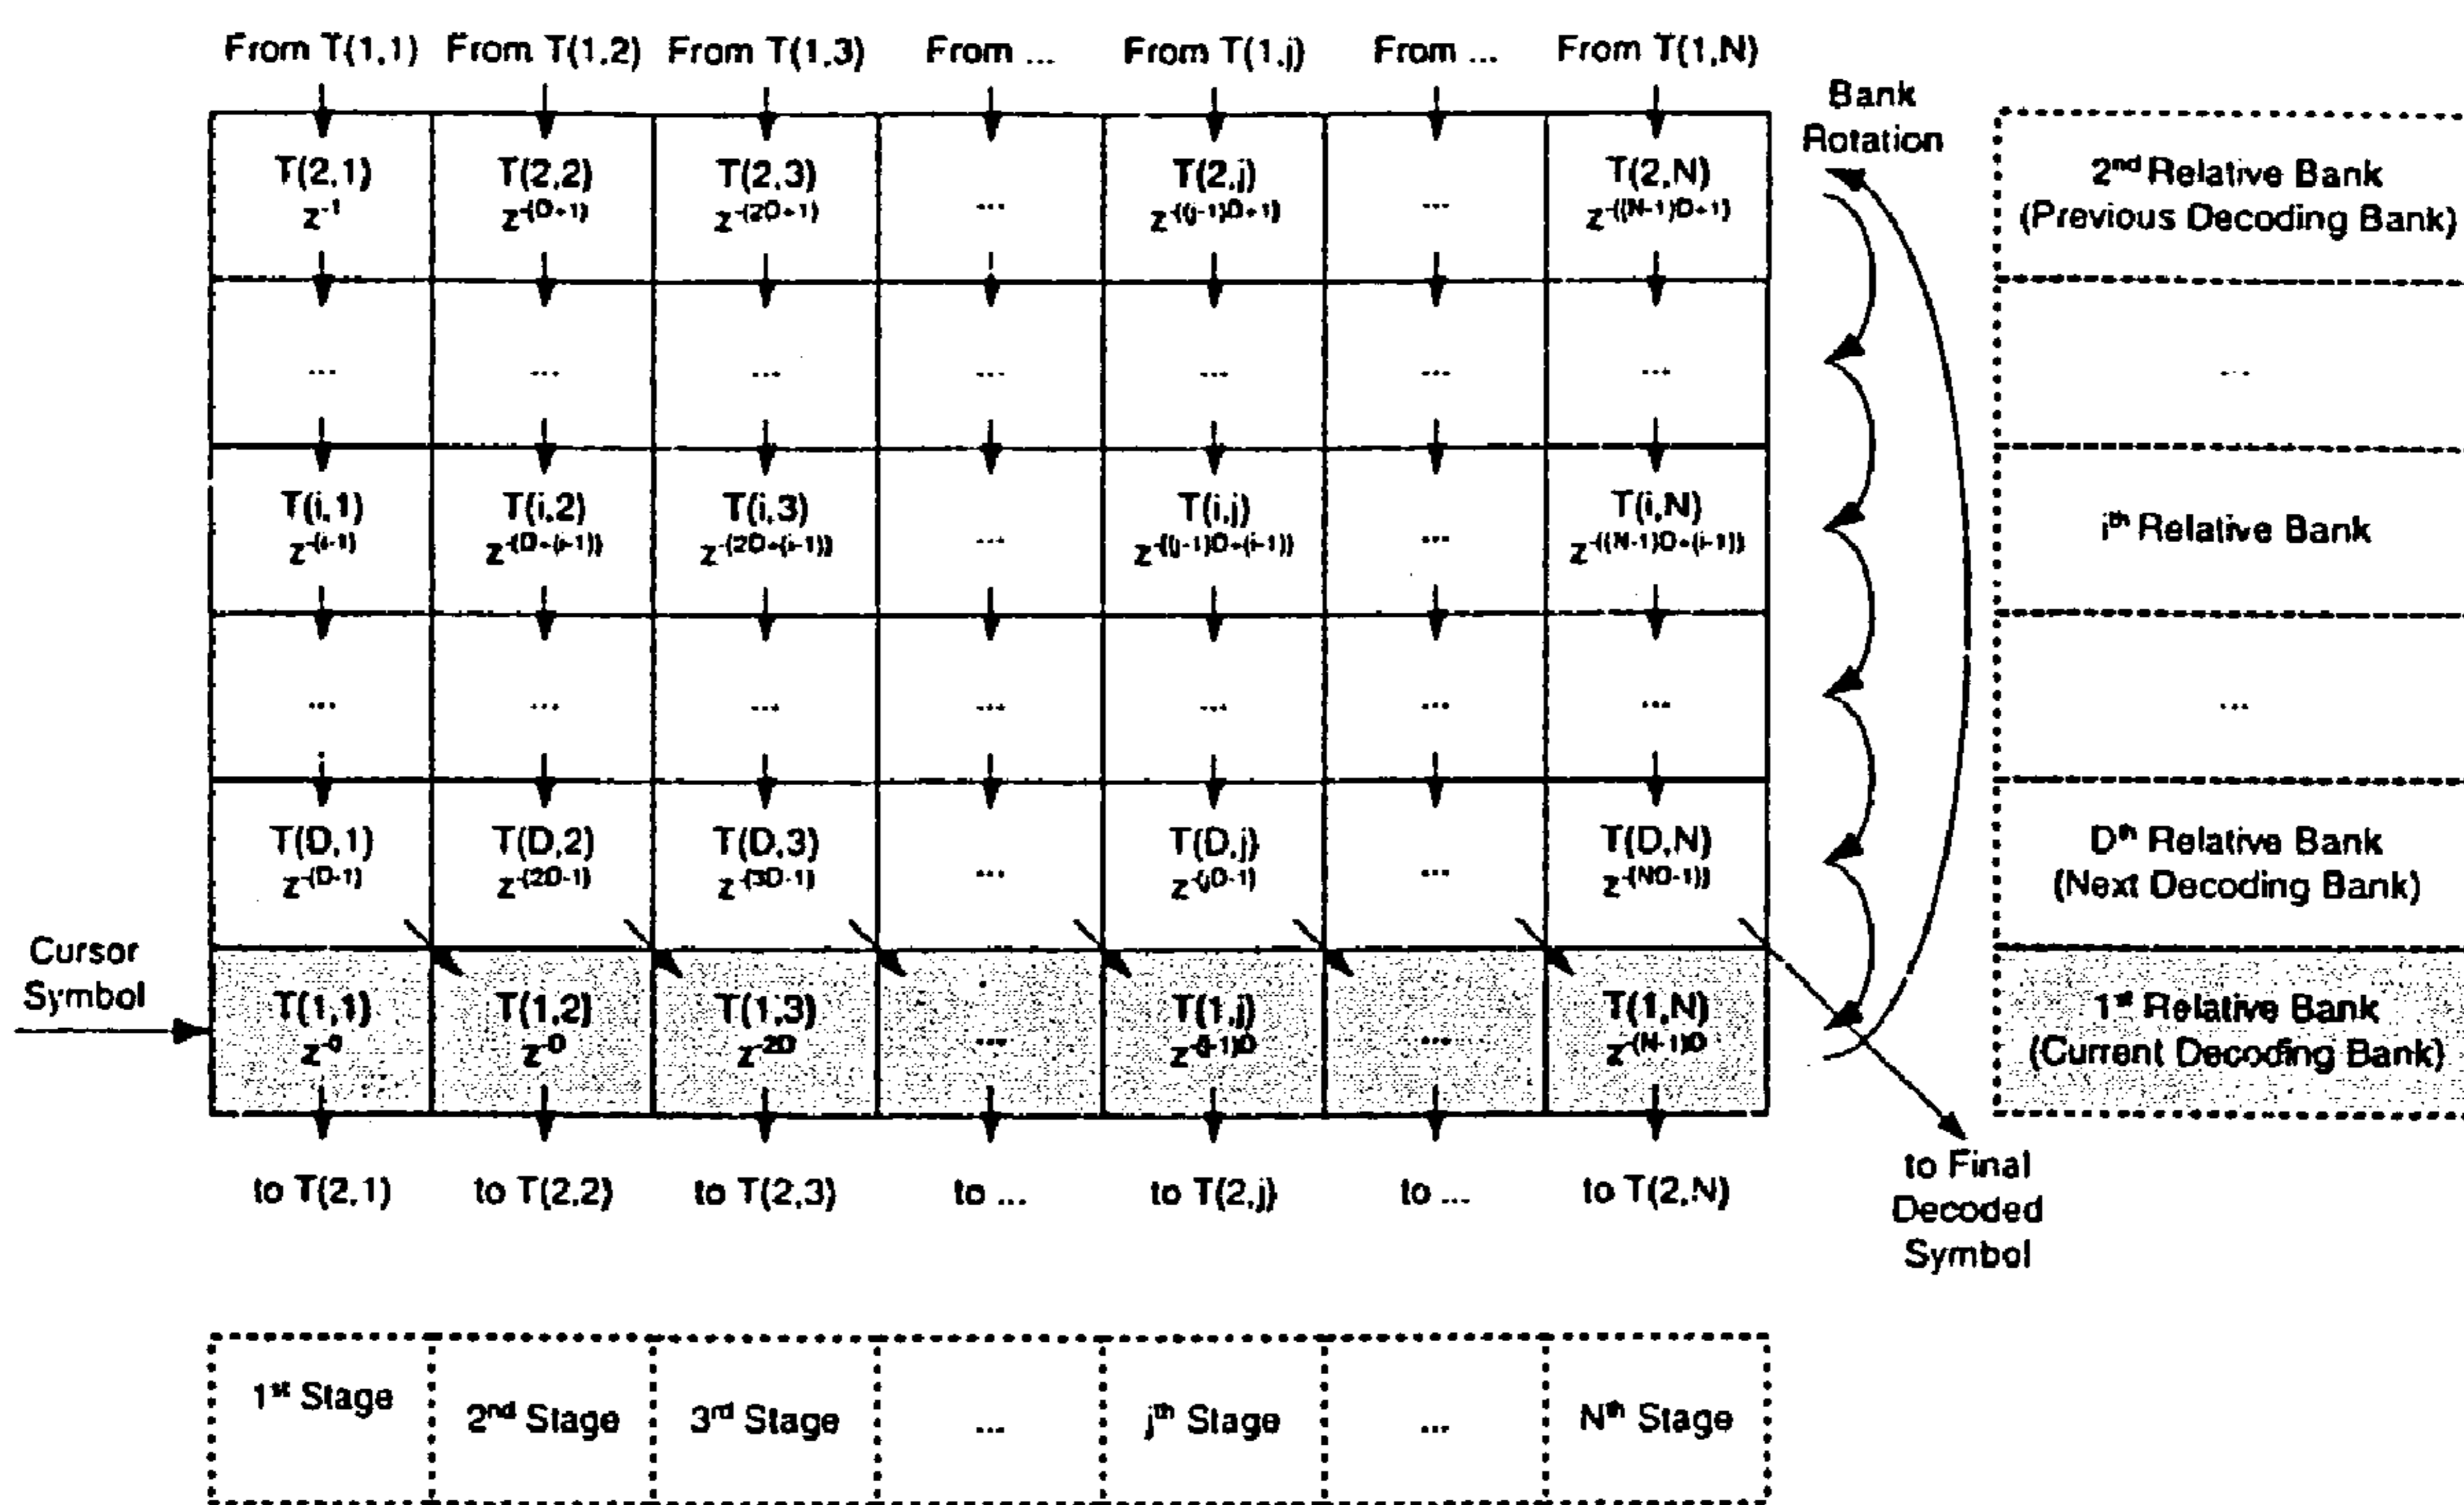 From T(1,1) From T(1,2) From T(1,3) From ... From T(1,j) From ... From T(1,N)
Bank
Rotation
T(2,1) T(2,2) T(2,3) ... T(2,j) ... T(2,N)
z-1 z-(D+1) z-(2D+1) z-((j-1)D+1) z-((N-1)D+1)
2nd Relative Bank
(Previous Decoding Bank)
... ... ... ... ... ... ... ...
T(i,1) T(i,2) T(i,3) ... T(i,j) ... T(i,N)
z-(i-1) z-(D+(i-1)) z-(2D+(i-1)) z-((j-1)D+(i-1)) z-((N-1)D+(i-1))
ith Relative Bank
... ... ... ... ... ... ... ...
T(D,1) T(D,2) T(D,3) ... T(D,j) ... T(D,N)
z-(D-1) z-(2D-1) z-(3D-1) z-(jD-1) z-(ND-1))
Dth Relative Bank
(Next Decoding Bank)
Cursor
Symbol
T(1,1) T(1,2) T(1,3) ... T(1,j) ... T(1,N)
z-0 z-D z-2D z-(j-1)D z-(N-1)D
1st Relative Bank
(Current Decoding Bank)
to T(2,1) to T(2,2) to T(2,3) to ... to T(2,j) to ... to T(2,N)
to Final
Decoded
Symbol
1st Stage 2nd Stage 3rd Stage ... jth Stage ... Nth Stage